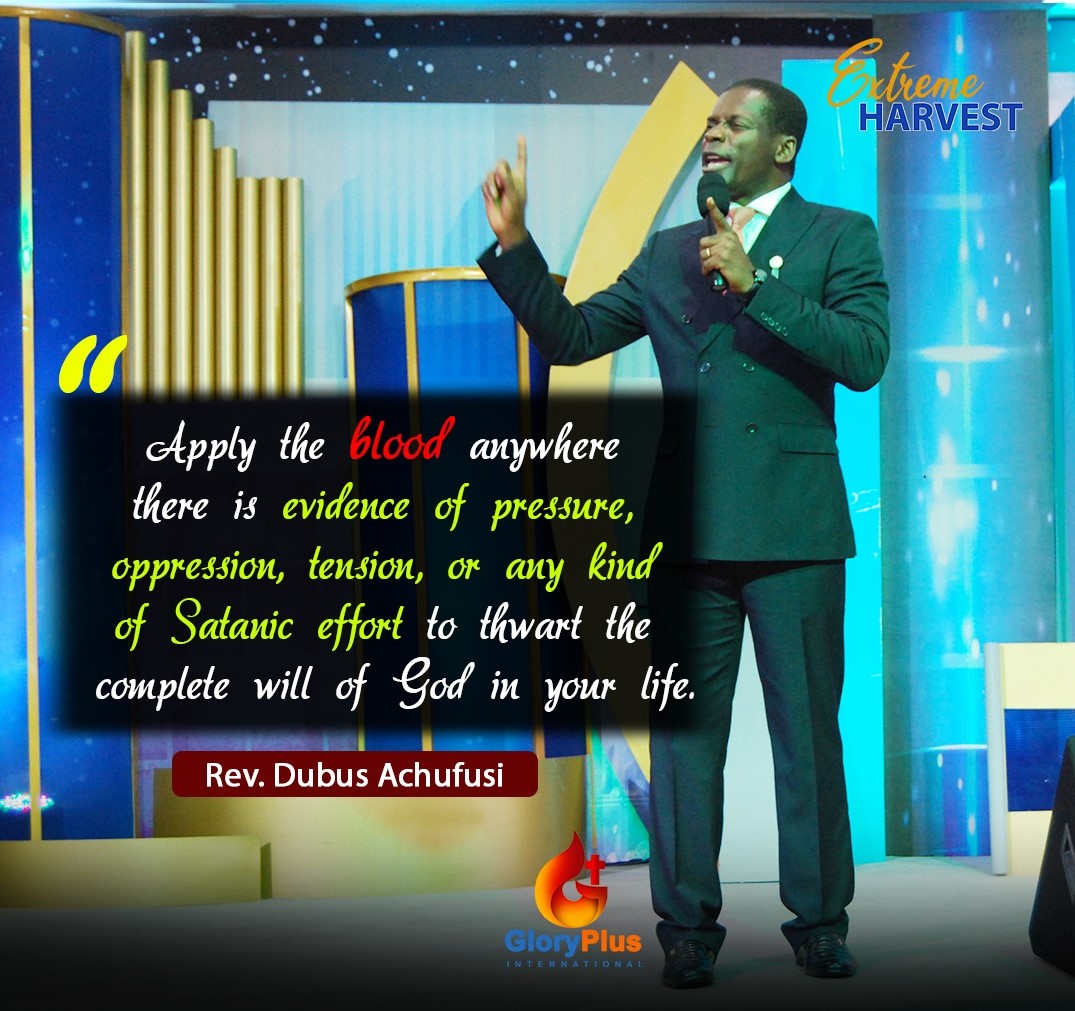 Extreme
HARVEST
“
Apply the blood anywhere
there is evidence of pressure,
oppression, tension, or any kind
of Satanic effort to thwart the
complete will of God in your life.
Rev. Dubus Achufusi
GloryPlus
INTERNATIONAL